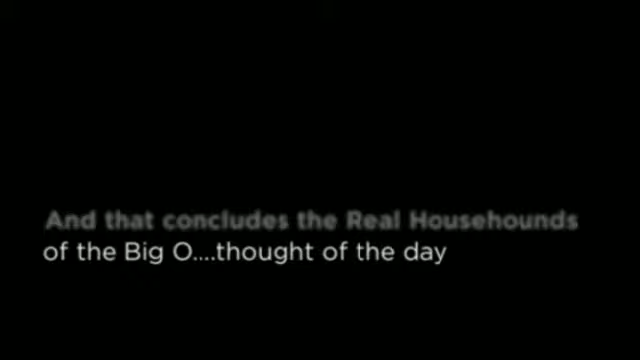 And that concludes the Real Househounds
of the Big O....thought of the day